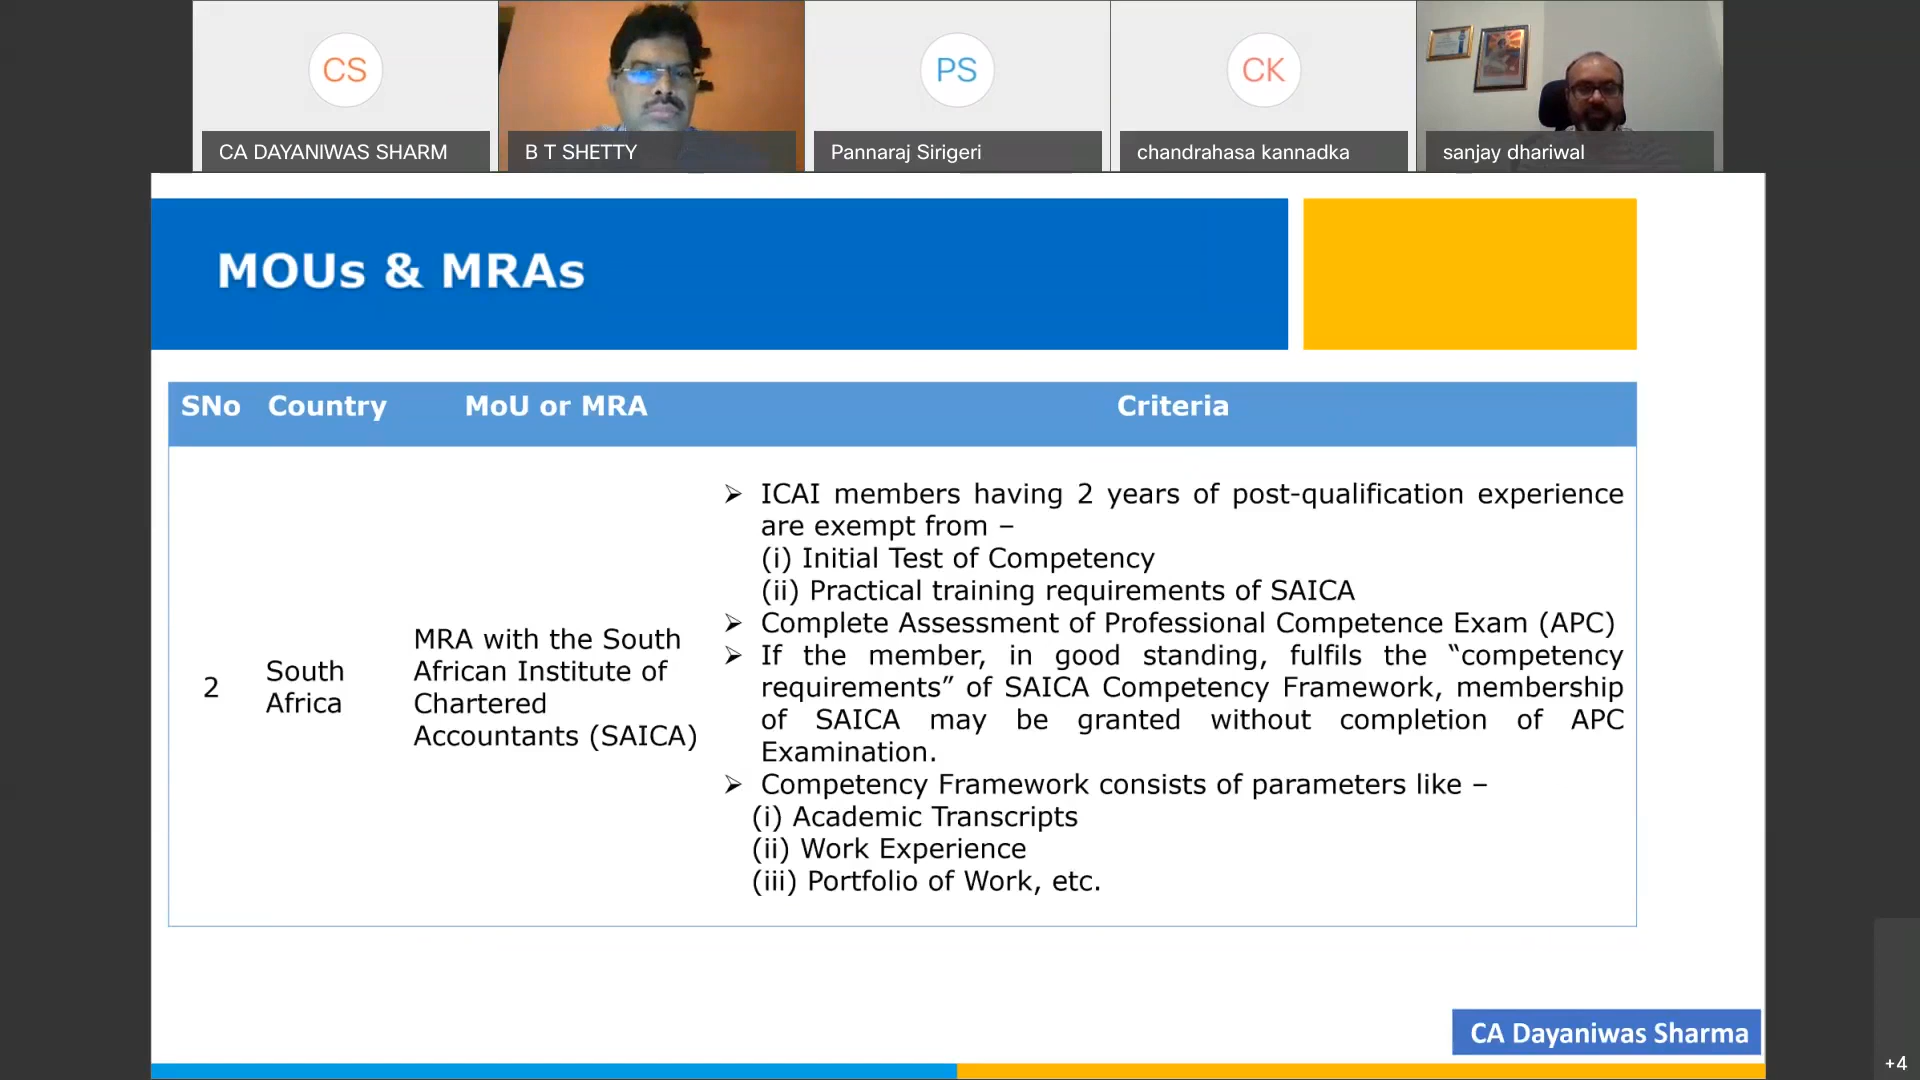 CS
PS
CK
CA DAYANIWAS SHARM
B T SHETTY
Pannaraj Sirigeri
chandrahasa kannadka
sanjay dhariwal
MOUs & MRAs
SNo Country MoU or MRA Criteria
2
South
Africa
MRA with the South
African Institute of
Chartered
Accountants (SAICA)
➢ ICAI members having 2 years of post-qualification experience
are exempt from –
(i) Initial Test of Competency
(ii) Practical training requirements of SAICA
➢ Complete Assessment of Professional Competence Exam (APC)
➢ If the member, in good standing, fulfils the “competency
requirements” of SAICA Competency Framework, membership
of SAICA may be granted without completion of APC
Examination.
➢ Competency Framework consists of parameters like –
(i) Academic Transcripts
(ii) Work Experience
(iii) Portfolio of Work, etc.
CA Dayaniwas Sharma
+4